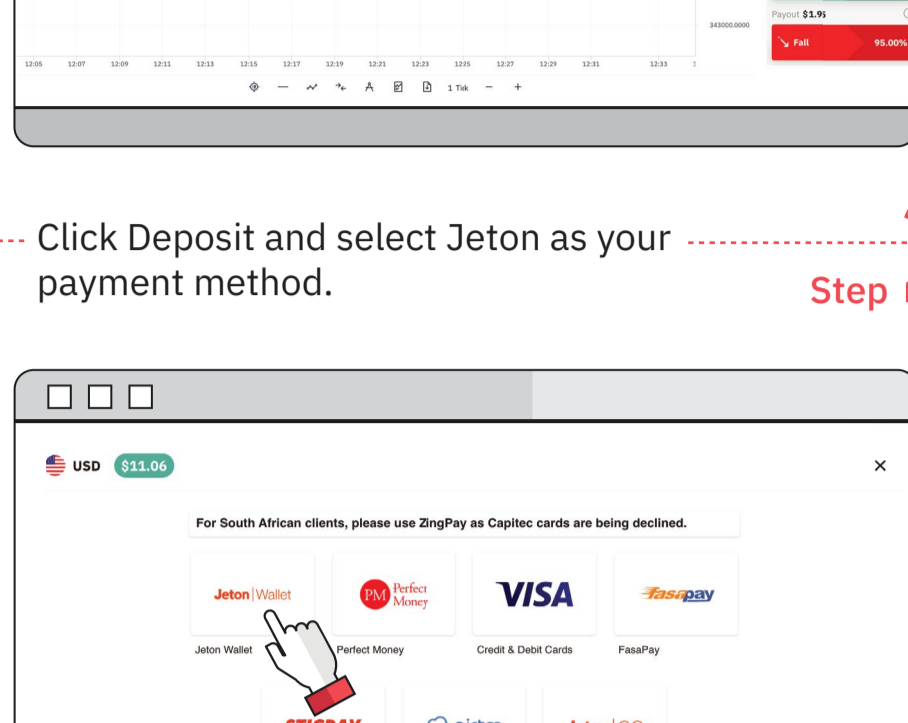 Payout $1.95
343000.0000
Fall 95.00%
12:05 12:07 12:09 12:11 12:13 12:15 12:17 12:19 12:21 12:23 1225 12:27 12:29 12:31 12:33
1 Tick
Click Deposit and select Jeton as your
payment method.
Step
USD $11.06
For South African clients, please use ZingPay as Capitec cards are being declined.
Jeton|Wallet PM Perfect Money VISA Fasapay
Jeton Wallet Perfect Money Credit & Debit Cards FasaPay
STICPAY